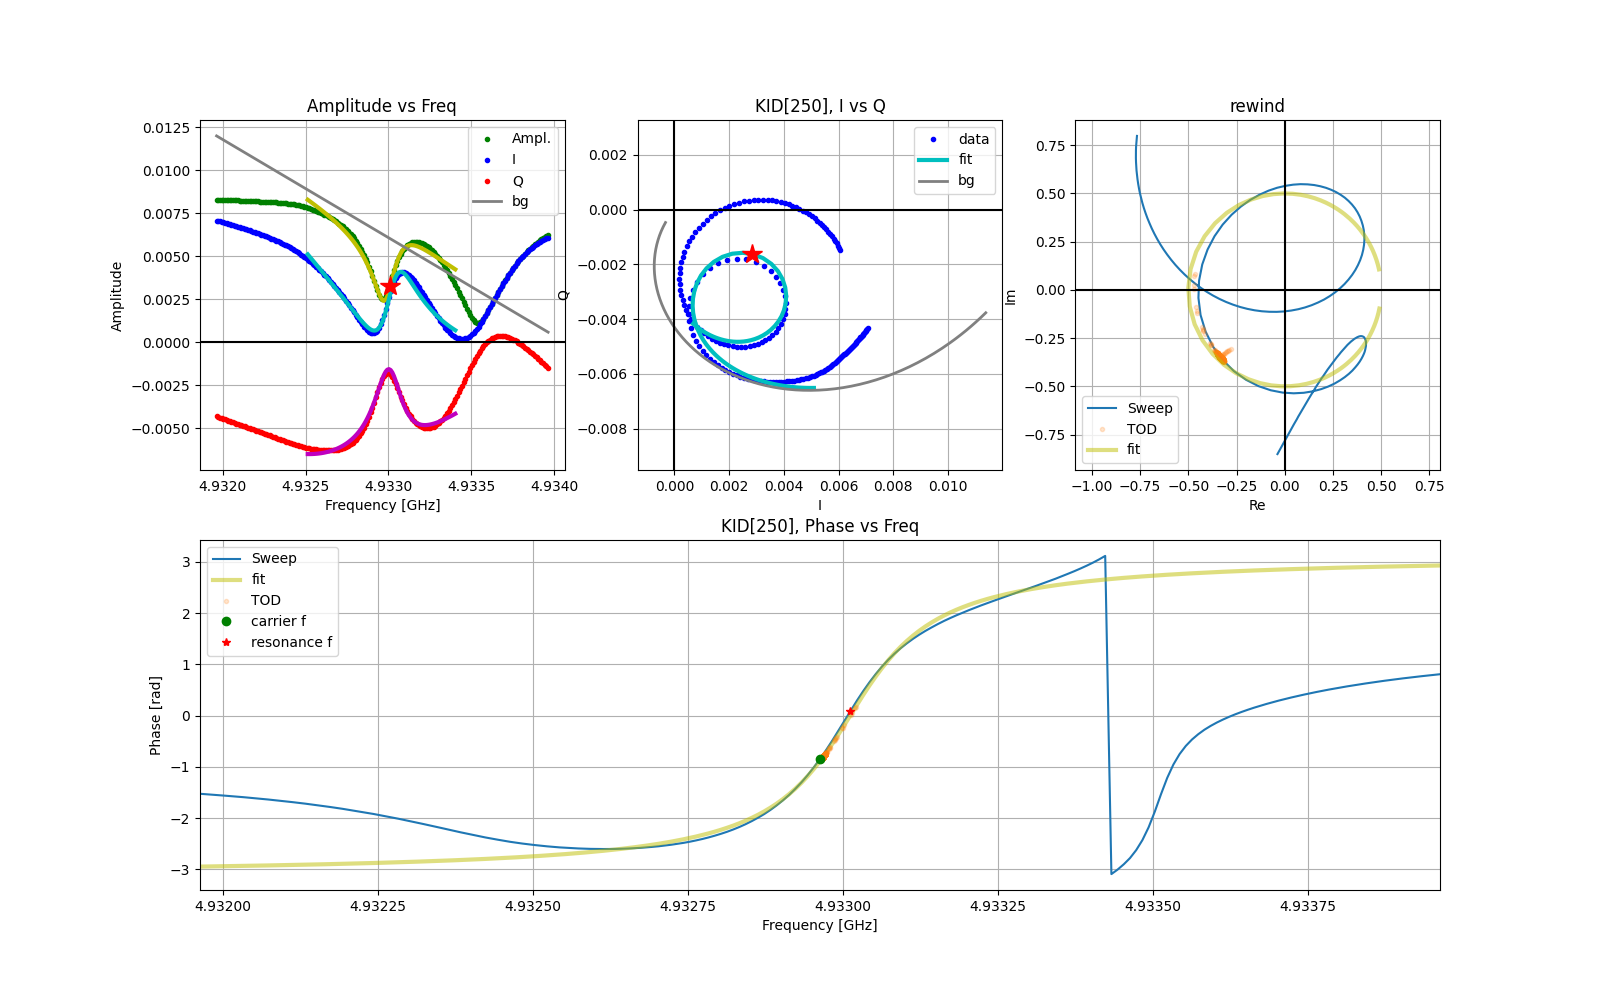 Amplitude vs Freq
0.0125
0.0100
0.0075
0.0050
0.0025
0.0000
−0.0025
−0.0050
Amplitude
4.9320
4.9325
4.9330
4.9335
4.9340
Frequency [GHz]
Ampl.
I
Q
bg
KID[250], I vs Q
0.002
0.000
−0.002
−0.004
−0.006
−0.008
Q
0.000
0.002
0.004
0.006
0.008
0.010
I
data
fit
bg
rewind
0.75
0.50
0.25
0.00
−0.25
−0.50
−0.75
Im
−1.00
−0.75
−0.50
−0.25
0.00
0.25
0.50
0.75
Re
Sweep
TOD
fit
KID[250], Phase vs Freq
3
2
1
0
−1
−2
−3
Phase [rad]
4.93200
4.93225
4.93250
4.93275
4.93300
4.93325
4.93350
4.93375
Frequency [GHz]
Sweep
fit
TOD
carrier f
resonance f